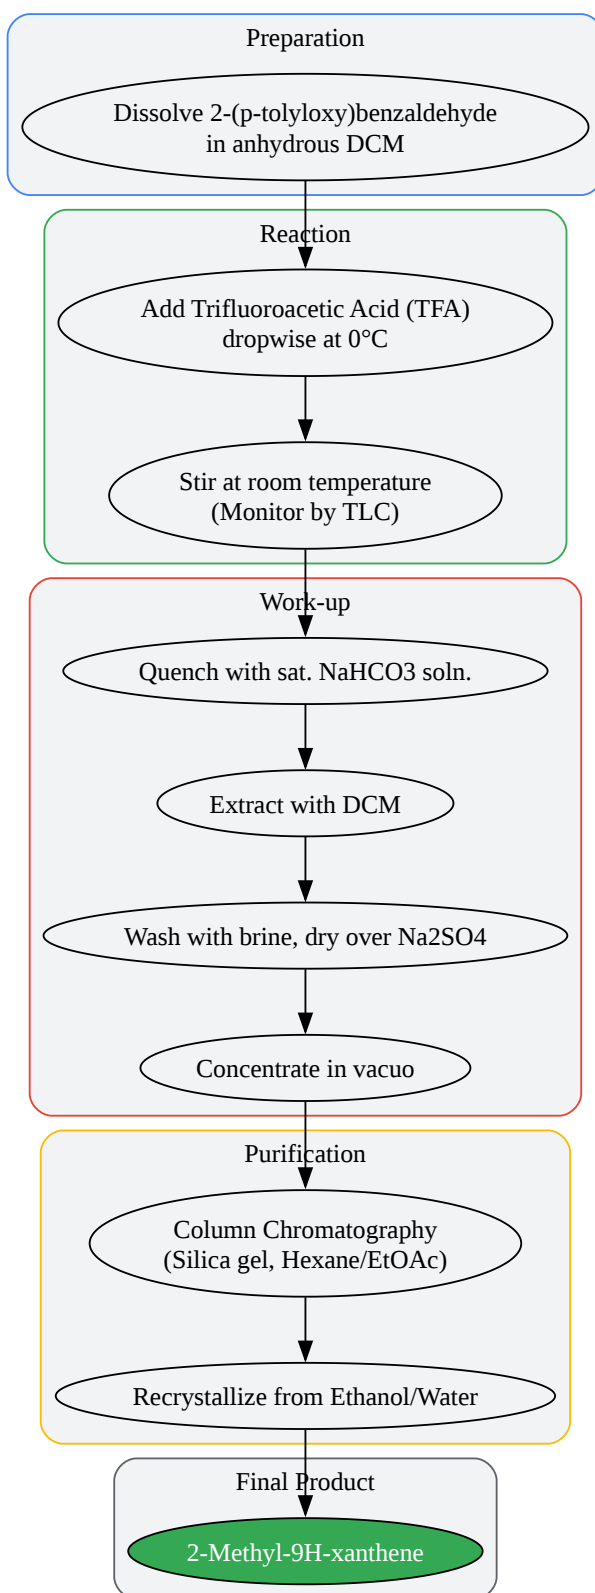 Preparation
Dissolve 2-(p-tolyloxy)benzaldehyde
in anhydrous DCM
Reaction
Add Trifluoroacetic Acid (TFA)
dropwise at 0°C
Stir at room temperature
(Monitor by TLC)
Work-up
Quench with sat. NaHCO3 soln.
Extract with DCM
Wash with brine, dry over Na2SO4
Concentrate in vacuo
Purification
Column Chromatography
(Silica gel, Hexane/EtOAc)
Recrystallize from Ethanol/Water
Final Product
2-Methyl-9H-xanthene